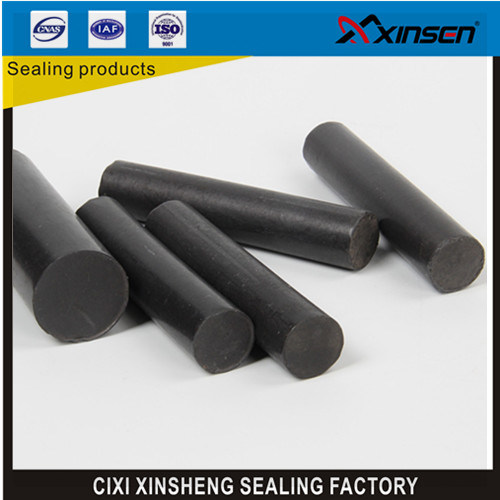 CNAS
IAF
ISO
9001
XINSEN
Sealing products
CIXI XINSHENG SEALING FACTORY